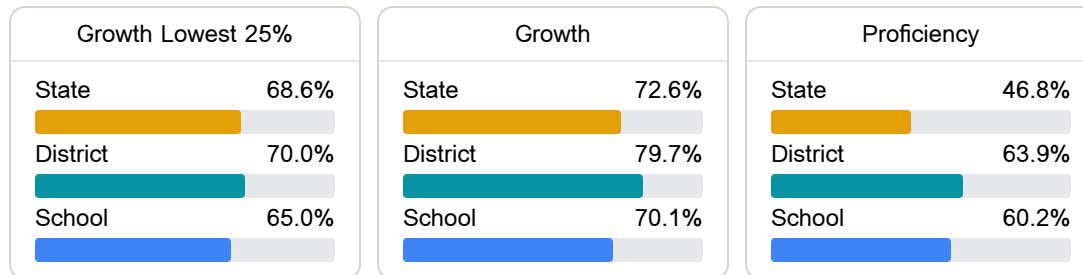 Growth Lowest 25%
State 68.6%
District 70.0%
School 65.0%
Growth
State 72.6%
District 79.7%
School 70.1%
Proficiency
State 46.8%
District 63.9%
School 60.2%